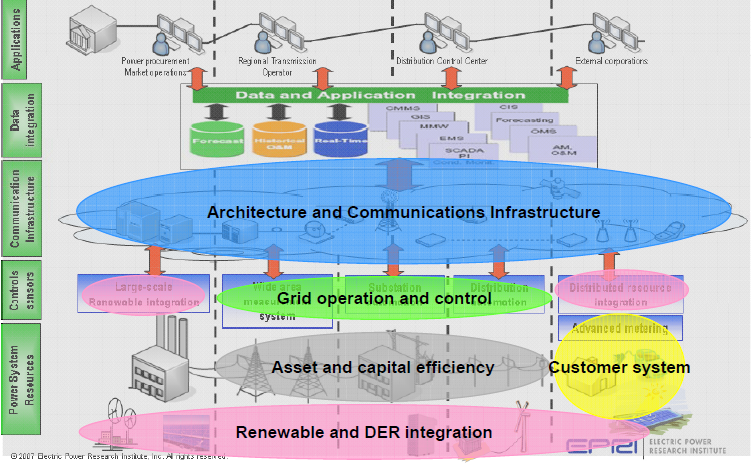 Applications
Power procurement
Market operations
Regional Transmission
Operator
Distribution Control Center
External corporations
Data
integration
Data and Application Integration
Forecast
Historical
O&M
Real-Time
CMMS
GIS
MMW
EMS
SCADA
PI
CIS
Forecasting
OMS
AM,
O&M
Communication
Infrastructure
Architecture and Communications Infrastructure
Controls
sensors
Large-scale
Renewable integration
Wide area
system
Grid operation and control
Substation
Distribution
Distributed resource
integration
Advanced metering
Power System
Resources
Asset and capital efficiency
Customer system
Renewable and DER integration
EPRI
ELECTRIC POWER
RESEARCH INSTITUTE
© 2007 Electric Power Research Institute, Inc. All rights reserved.